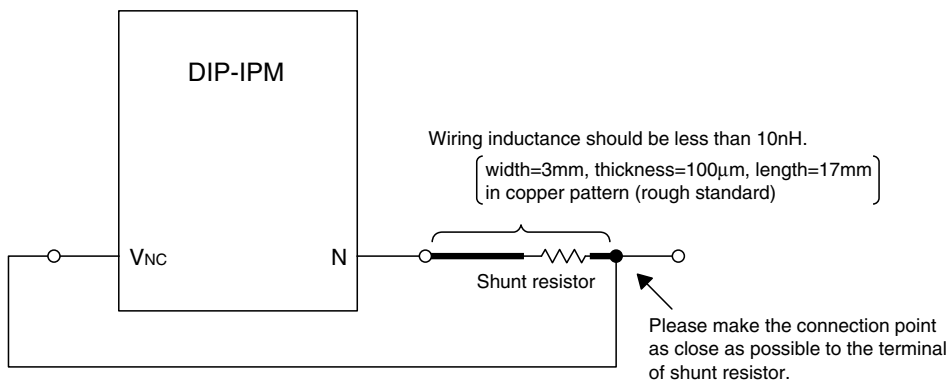 DIP-IPM
Wiring inductance should be less than 10nH.
width=3mm, thickness=100μm, length=17mm
in copper pattern (rough standard)
VNC
N
Shunt resistor
Please make the connection point
as close as possible to the terminal
of shunt resistor.